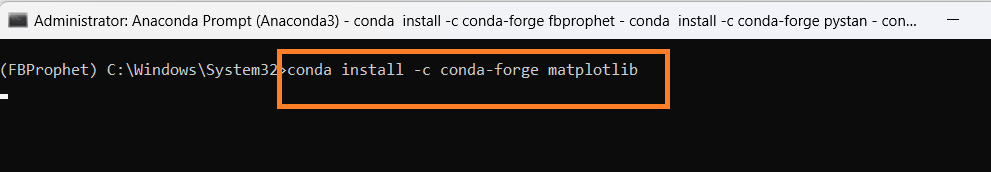 Administrator: Anaconda Prompt (Anaconda3) - conda  install -c conda-forge fbprophet - conda  install -c conda-forge pystan - con...
(FBProphet) C:\Windows\System32>conda install -c conda-forge matplotlib